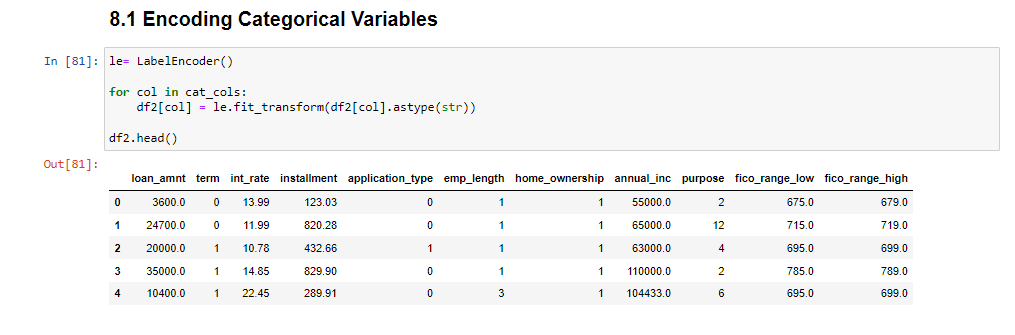 8.1 Encoding Categorical Variables
In [81]: le= LabelEncoder()
for col in cat_cols:
    df2[col] = le.fit_transform(df2[col].astype(str))
df2.head()
Out[81]:
loan_amnt term int_rate installment application_type emp_length home_ownership annual_inc purpose fico_range_low fico_range_high
0 3600.0 0 13.99 123.03 0 1 1 55000.0 2 675.0 679.0
1 24700.0 0 11.99 820.28 0 1 1 65000.0 12 715.0 719.0
2 20000.0 1 10.78 432.66 1 1 1 63000.0 4 695.0 699.0
3 35000.0 1 14.85 829.90 0 1 1 110000.0 2 785.0 789.0
4 10400.0 1 22.45 289.91 0 3 1 104433.0 6 695.0 699.0